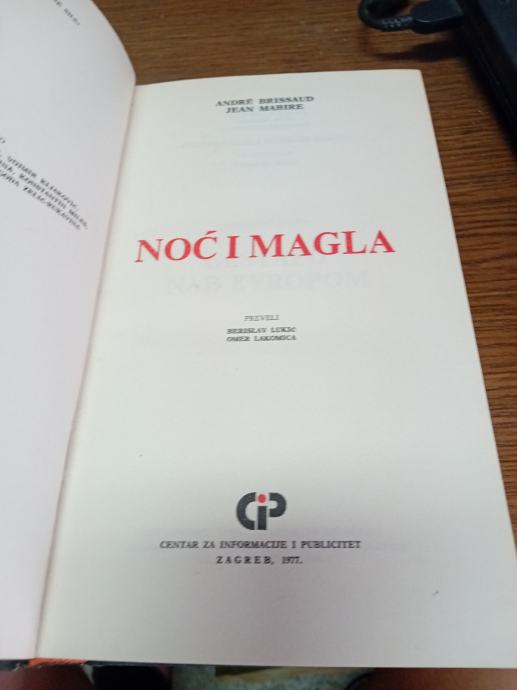 ANDRÉ BRISSAUD
JEAN MABIRE
NOĆ I MAGLA
NAD EVROPOM
PREVELI
BERISLAV LUKIĆ
OMER LAKOMICA
CIP
CENTAR ZA INFORMACIJE I PUBLICITET
ZAGREB, 1977.